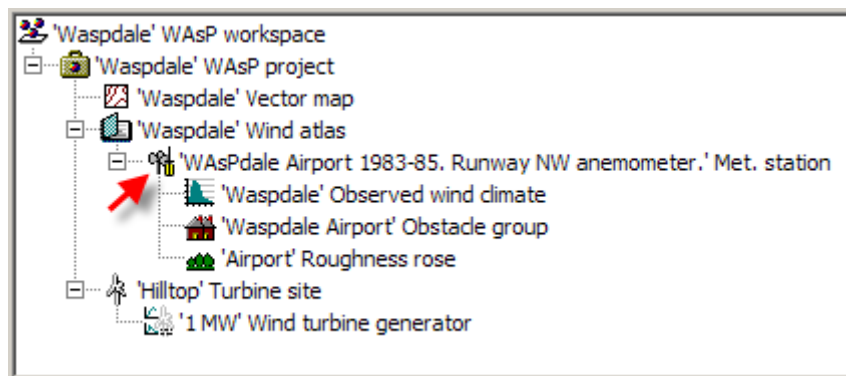 'Waspdale' WAsP workspace
'Waspdale' WAsP project
'Waspdale' Vector map
'Waspdale' Wind atlas
'WAsPdale Airport 1983-85. Runway NW anemometer.' Met. station
'Waspdale' Observed wind climate
'Waspdale Airport' Obstacle group
'Airport' Roughness rose
'Hilltop' Turbine site
'1 MW' Wind turbine generator